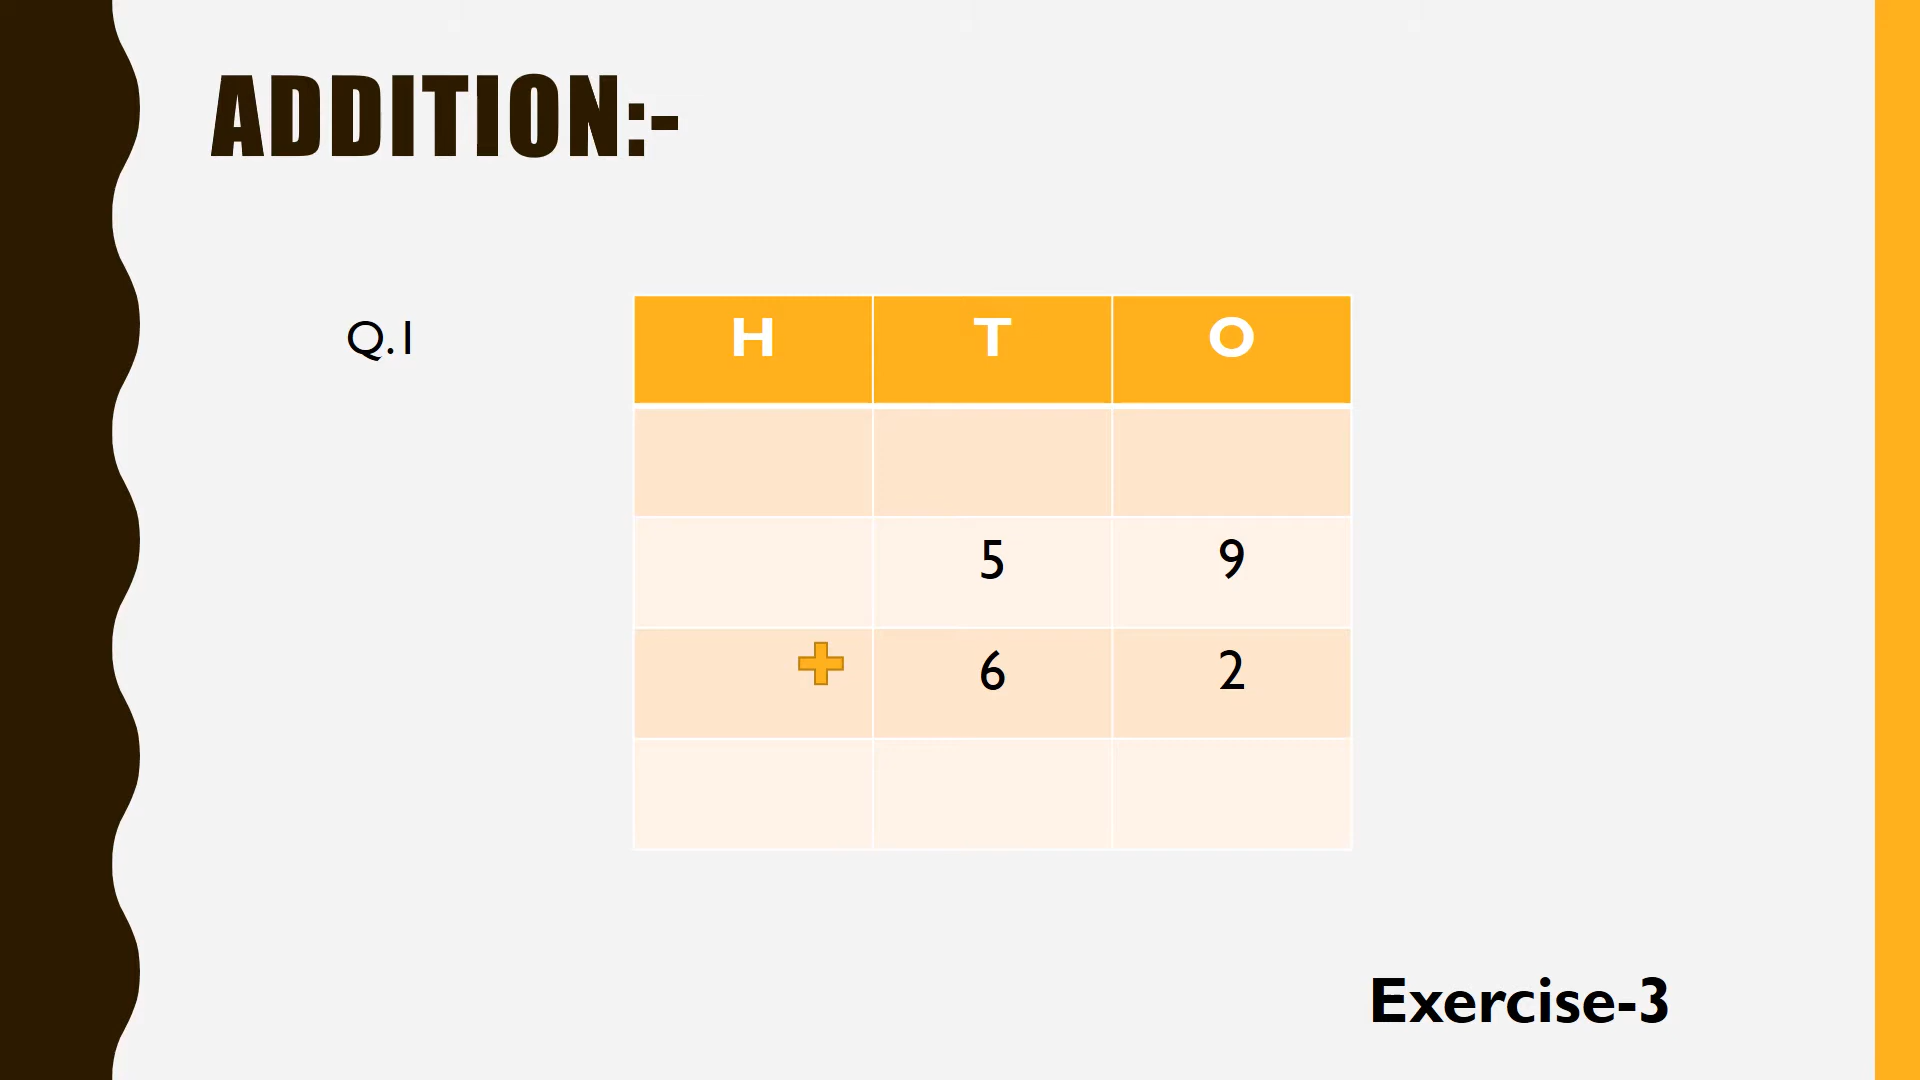 ADDITION:-
Q.1
H T O
5 9
+ 6 2
Exercise-3